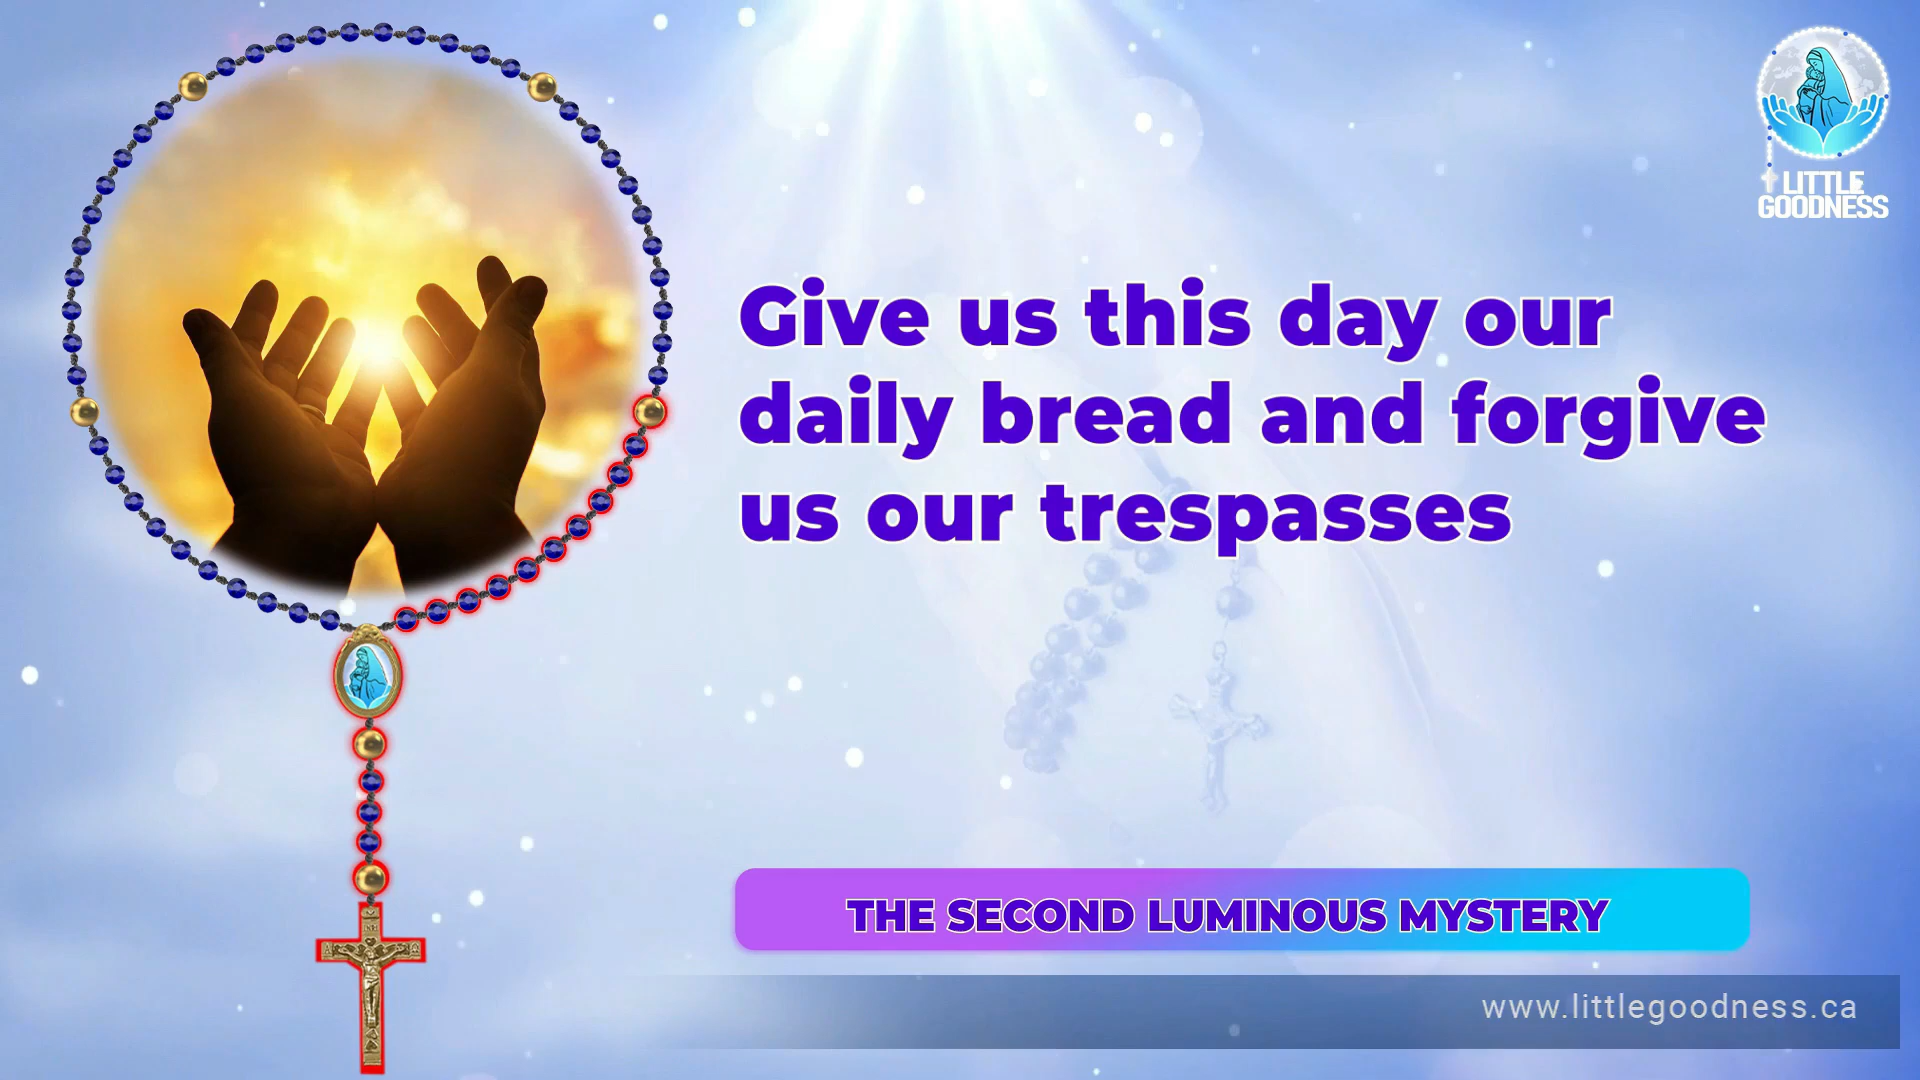 LITTLE
GOODNESS
Give us this day our
daily bread and forgive
us our trespasses
THE SECOND LUMINOUS MYSTERY
www.littlegoodness.ca